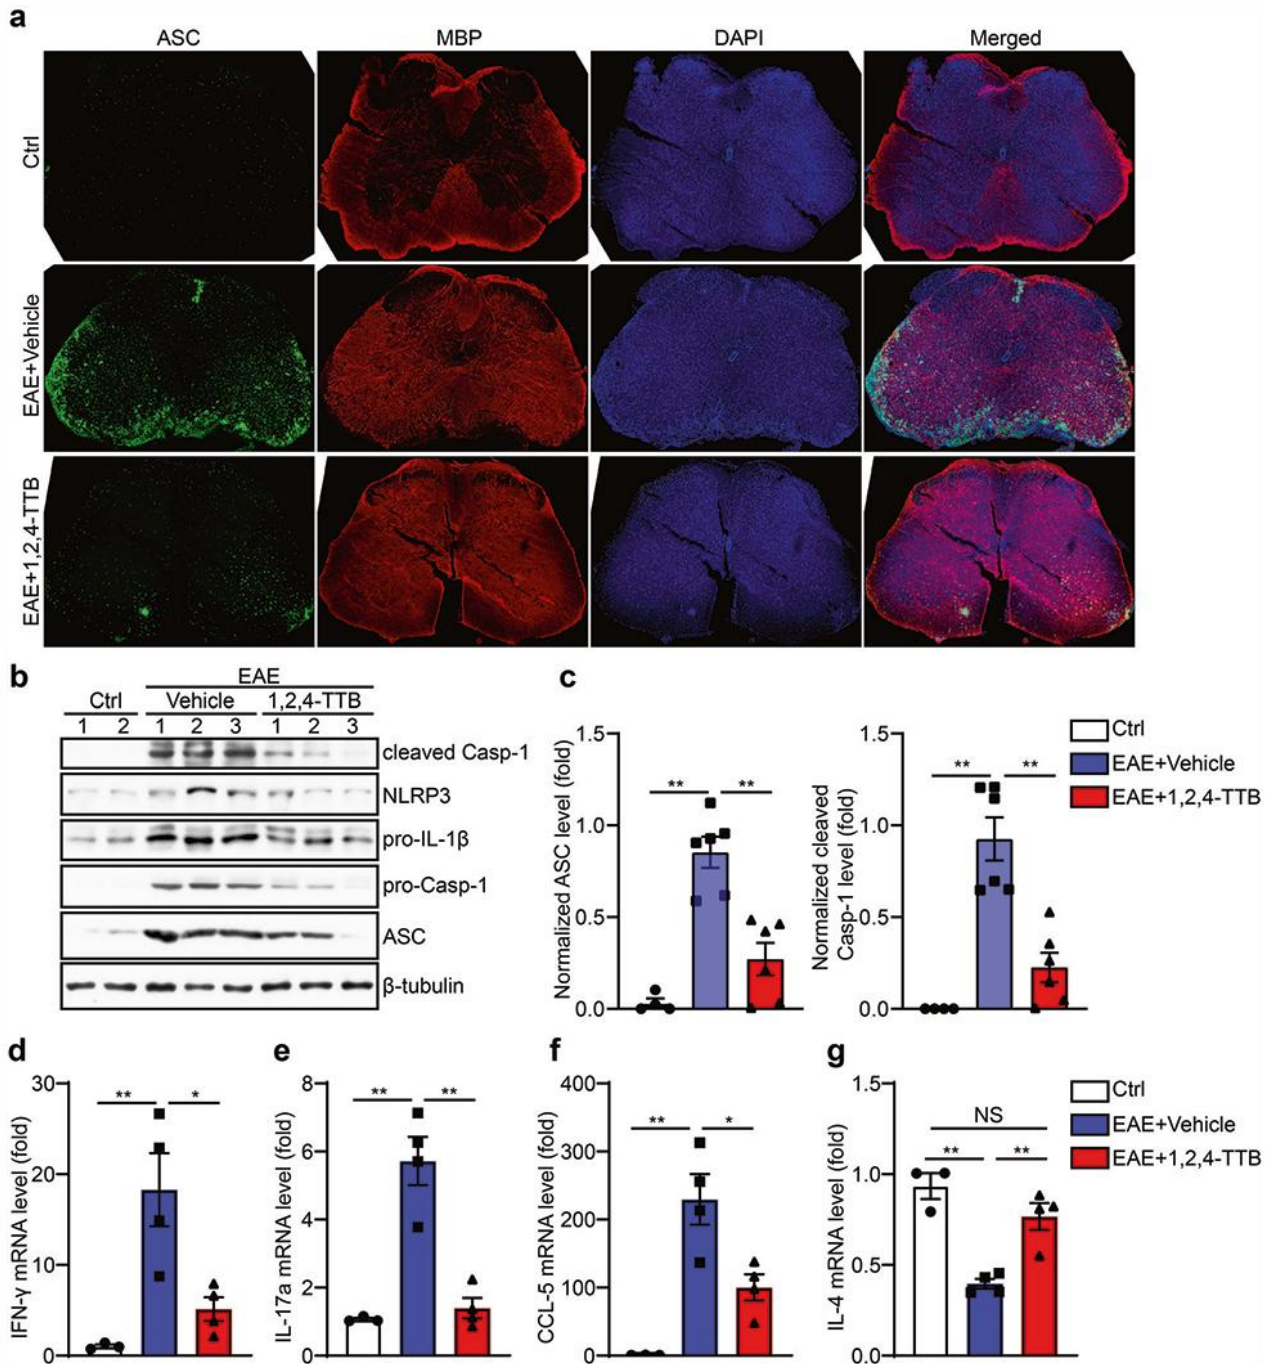 a
ASC MBP DAPI Merged
Ctrl
EAE+Vehicle
EAE+1,2,4-TTB
b
EAE
Ctrl Vehicle 1,2,4-TTB
1 2 1 2 3 1 2 3
cleaved Casp-1
NLRP3
pro-IL-1β
pro-Casp-1
ASC
β-tubulin
c
Normalized ASC level (fold)
1.5
1.0
0.5
0.0
** **
Normalized cleaved
Casp-1 level (fold)
1.5
1.0
0.5
0.0
** **
Ctrl
EAE+Vehicle
EAE+1,2,4-TTB
d
IFN-γ mRNA level (fold)
30
20
10
0
** *
e
IL-17a mRNA level (fold)
8
6
4
2
0
** **
f
CCL-5 mRNA level (fold)
400
300
200
100
0
** *
g
IL-4 mRNA level (fold)
1.5
1.0
0.5
0.0
NS
** **
Ctrl
EAE+Vehicle
EAE+1,2,4-TTB